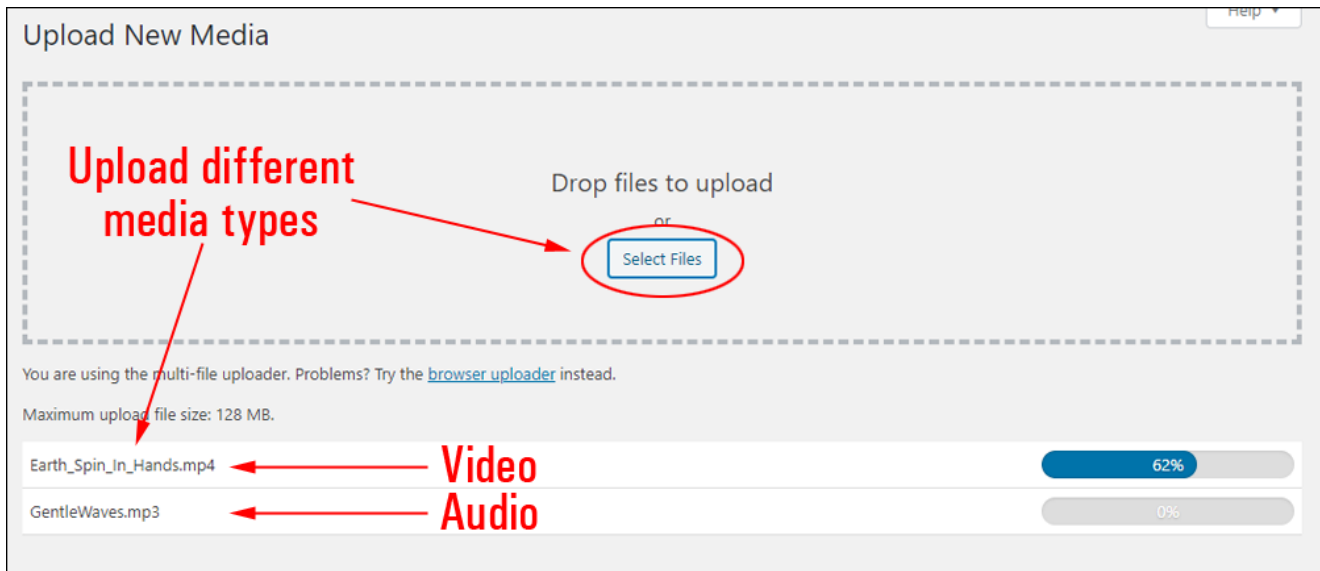 Help
Upload New Media
Upload different
media types
Drop files to upload
or
Select Files
You are using the multi-file uploader. Problems? Try the browser uploader instead.
Maximum upload file size: 128 MB.
Earth_Spin_In_Hands.mp4
Video
62%
GentleWaves.mp3
Audio
0%